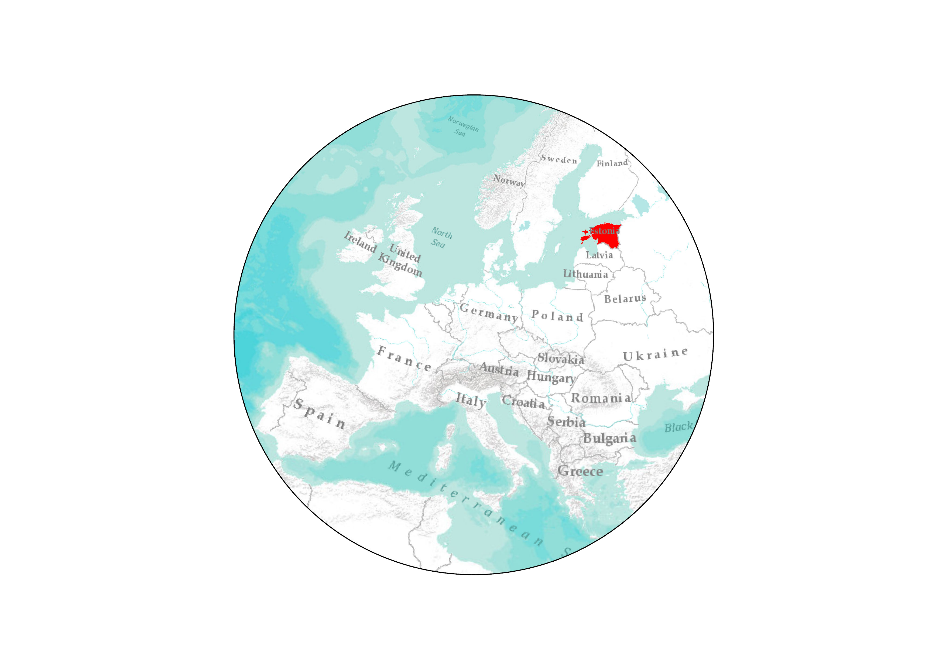 Norwegian
Sea
Sweden
Finland
Norway
North
Sea
Estonia
Ireland
United
Kingdom
Latvia
Lithuania
Belarus
Germany
Poland
Ukraine
France
Slovakia
Austria
Hungary
Italy
Croatia
Romania
Spain
Serbia
Black
Bulgaria
Greece
Mediterranean
S